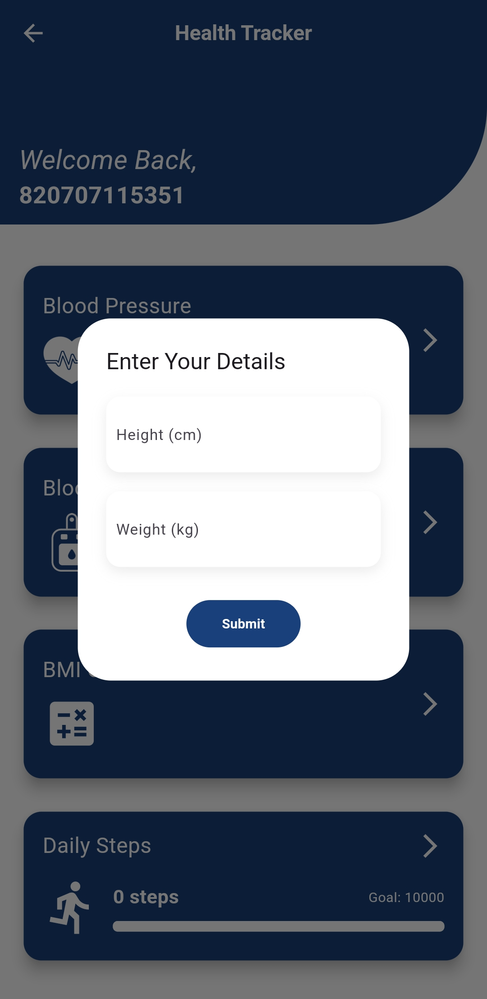 Health Tracker
Welcome Back,
820707115351
Blood Pressure
Enter Your Details
Height (cm)
Weight (kg)
Submit
BMI
Daily Steps
0 steps
Goal: 10000